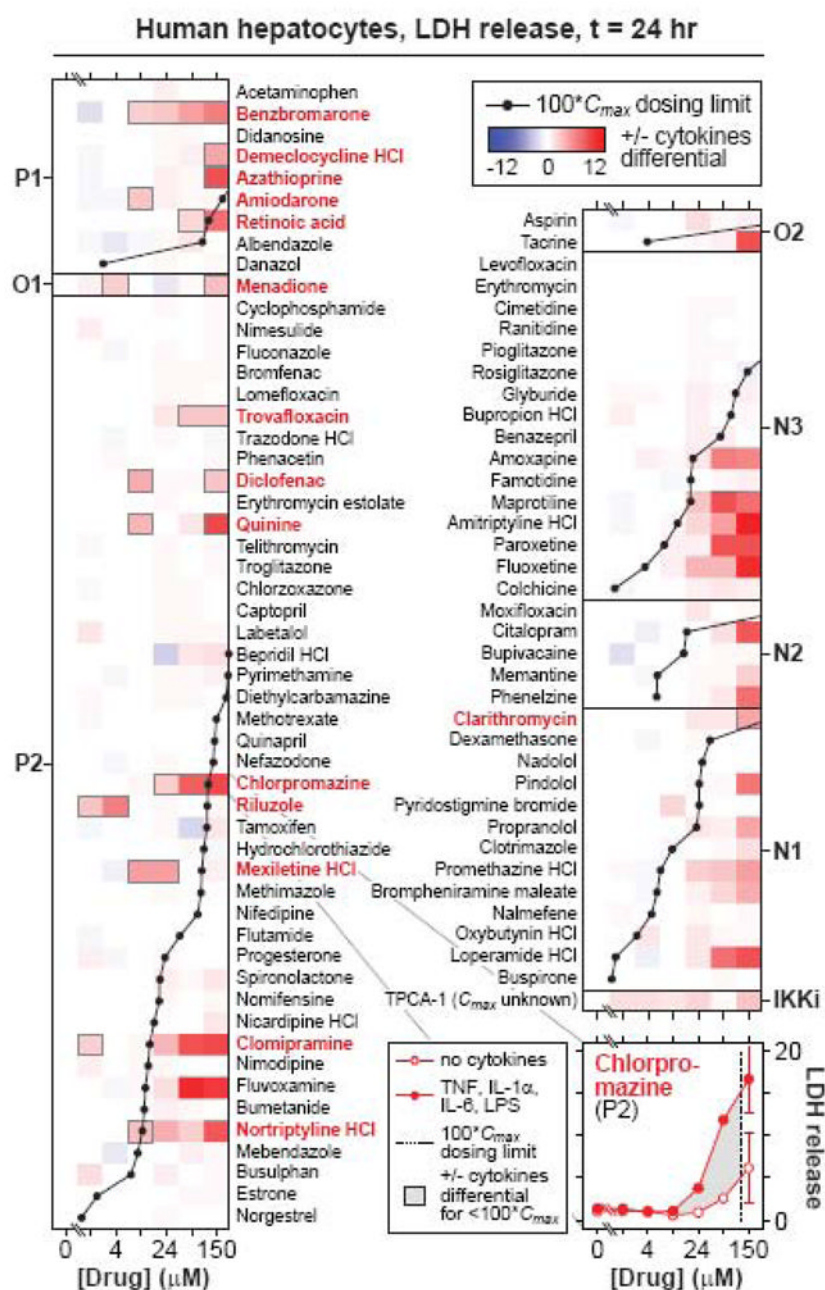 Human hepatocytes, LDH release, t = 24 hr
P1
Acetaminophen
Benzbromarone
Didanosine
Demeclocycline HCl
Azathioprine
Amiodarone
Retinoic acid
Albendazole
Danazol
O1
Menadione
Cyclophosphamide
Nimesulide
Fluconazole
Bromfenac
Lomefloxacin
Trovafloxacin
Trazodone HCl
Phenacetin
Diclofenac
Erythromycin estolate
Quinine
Telithromycin
Troglitazone
Chlorzoxazone
Captopril
Labetalol
Bepridil HCl
Pyrimethamine
Diethylcarbamazine
Methotrexate
Quinapril
P2
Nefazodone
Chlorpromazine
Riluzole
Tamoxifen
Hydrochlorothiazide
Mexiletine HCl
Methimazole
Nifedipine
Flutamide
Progesterone
Spironolactone
Nomifensine
Nicardipine HCl
Clomipramine
Nimodipine
Fluvoxamine
Bumetanide
Nortriptyline HCl
Mebendazole
Busulphan
Estrone
Norgestrel
0 4 24 150
[Drug] (μM)
100*Cmax dosing limit
-12 0 12
+/- cytokines
differential
Aspirin
O2
Tacrine
Levofloxacin
Erythromycin
Cimetidine
Ranitidine
Pioglitazone
Rosiglitazone
Glyburide
Bupropion HCl
N3
Benazepril
Amoxapine
Famotidine
Maprotiline
Amitriptyline HCl
Paroxetine
Fluoxetine
Colchicine
Moxifloxacin
Citalopram
Bupivacaine
N2
Memantine
Phenelzine
Clarithromycin
Dexamethasone
Nadolol
Pindolol
Pyridostigmine bromide
Propranolol
Clotrimazole
N1
Promethazine HCl
Brompheniramine maleate
Nalmefene
Oxybutynin HCl
Loperamide HCl
Buspirone
TPCA-1 (Cmax unknown)
IKKi
no cytokines
TNF, IL-1α,
IL-6, LPS
100*Cmax
dosing limit
+/- cytokines
differential
for <100*Cmax
Chlorpro-
mazine
(P2)
20
10
0
LDH release
0 4 24 150
[Drug] (μM)